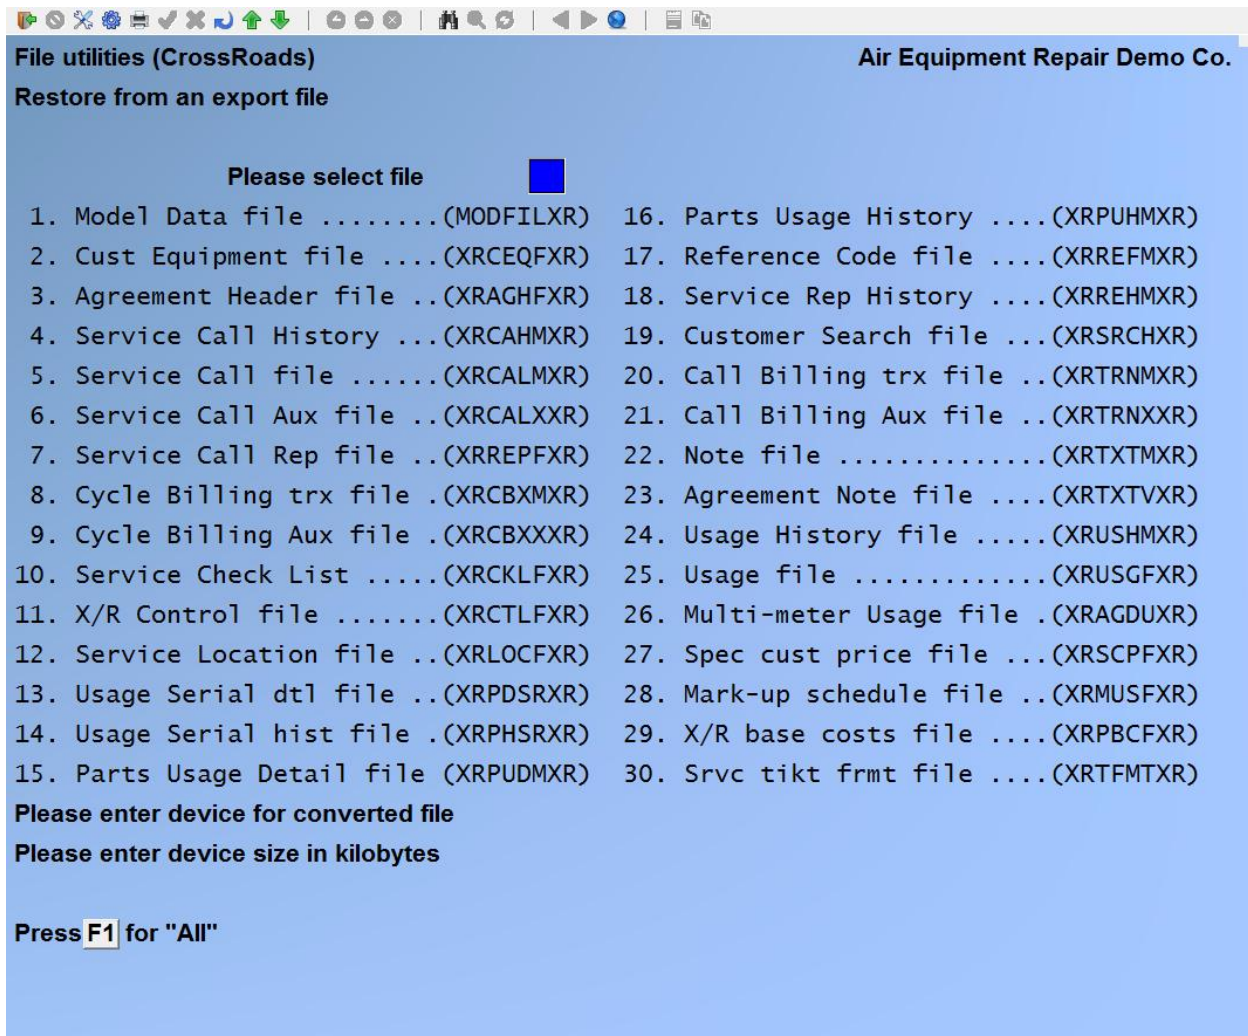 File utilities (CrossRoads) Air Equipment Repair Demo Co.
Restore from an export file
Please select file
1. Model Data file ........(MODFILXR) 16. Parts Usage History ....(XRPUHMXR)
2. Cust Equipment file ....(XRCEQFXR) 17. Reference Code file ....(XRREFMXR)
3. Agreement Header file ..(XRAGHFXR) 18. Service Rep History ....(XRREHMXR)
4. Service Call History ...(XRCAHMXR) 19. Customer Search file ...(XRSRCHXR)
5. Service Call file ......(XRCALMXR) 20. Call Billing trx file ..(XRTRNMXR)
6. Service Call Aux file ..(XRCALXXR) 21. Call Billing Aux file ..(XRTRNXXR)
7. Service Call Rep file ..(XRREPFXR) 22. Note file ..............(XRTXTMXR)
8. Cycle Billing trx file .(XRCBXMXR) 23. Agreement Note file ....(XRTXTVXR)
9. Cycle Billing Aux file .(XRCBXXXR) 24. Usage History file .....(XRUSHMXR)
10. Service Check List .....(XRCKLFXR) 25. Usage file .............(XRUSGFXR)
11. X/R Control file .......(XRCTLFXR) 26. Multi-meter Usage file .(XRAGDUXR)
12. Service Location file ..(XRLOCFXR) 27. Spec cust price file ...(XRSCPFXR)
13. Usage Serial dtl file ..(XRPDSRXR) 28. Mark-up schedule file ..(XRMUSFXR)
14. Usage Serial hist file .(XRPHSRXR) 29. X/R base costs file ....(XRPBCFXR)
15. Parts Usage Detail file (XRPUDMXR) 30. Srvc tikt frmt file ....(XRTFMTXR)
Please enter device for converted file
Please enter device size in kilobytes
Press F1 for "All"